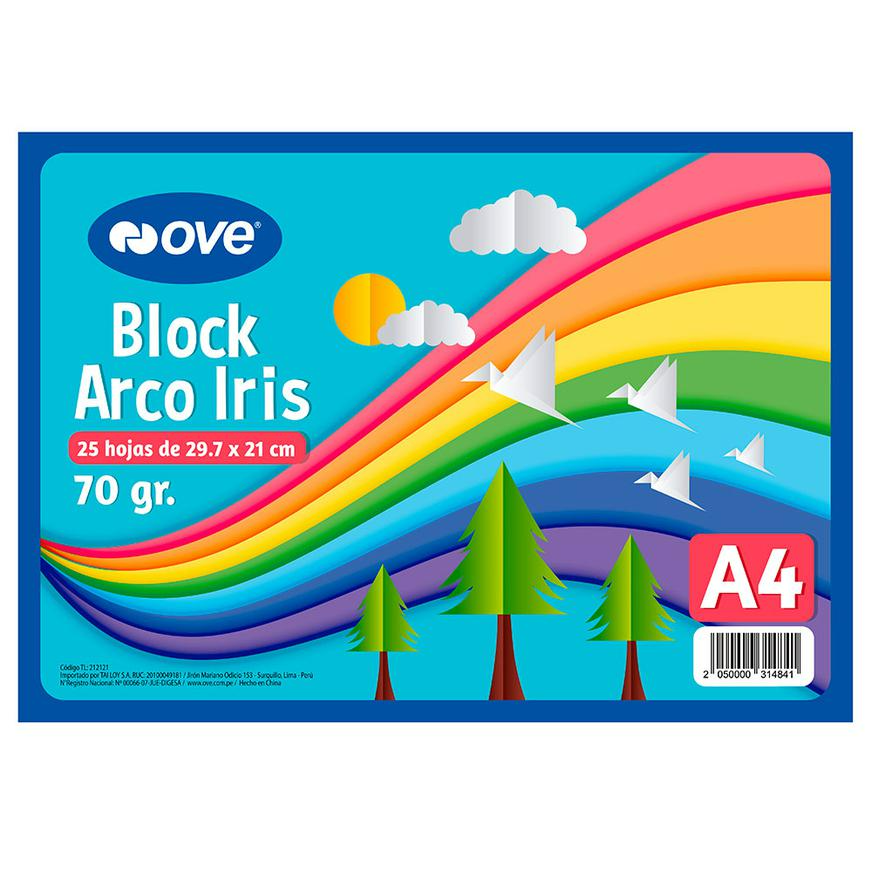 ove®
Block
Arco Iris
25 hojas de 29.7 x 21 cm
70 gr.
A4
Código TL: 212121
Importado por TAI LOY S.A. RUC: 20100049181 / Jirón Mariano Odicio 153 - Surquillo, Lima - Perú
N°Registro Nacional: Nº 00066-07-JUE-DIGESA / www.ove.com.pe / Hecho en China
2 050000 314841